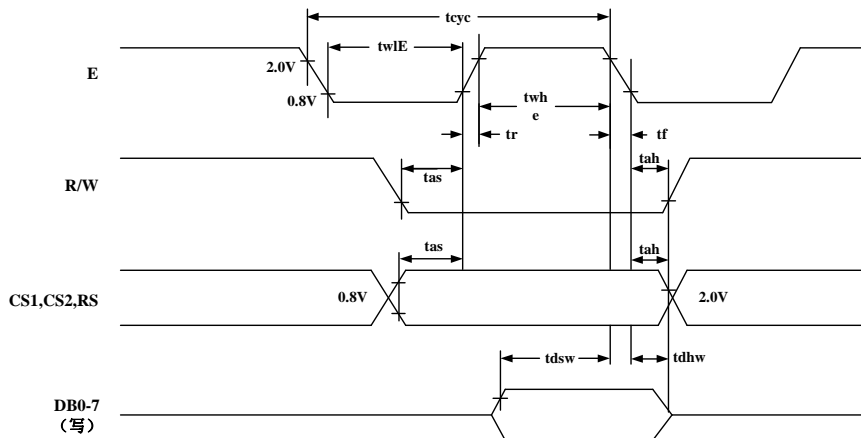 tcyc
twlE
E
2.0V
0.8V
twh
e
tr
tf
tas
tah
R/W
tas
tah
CS1,CS2,RS
0.8V
2.0V
tdsw
tdhw
DB0-7
（写）